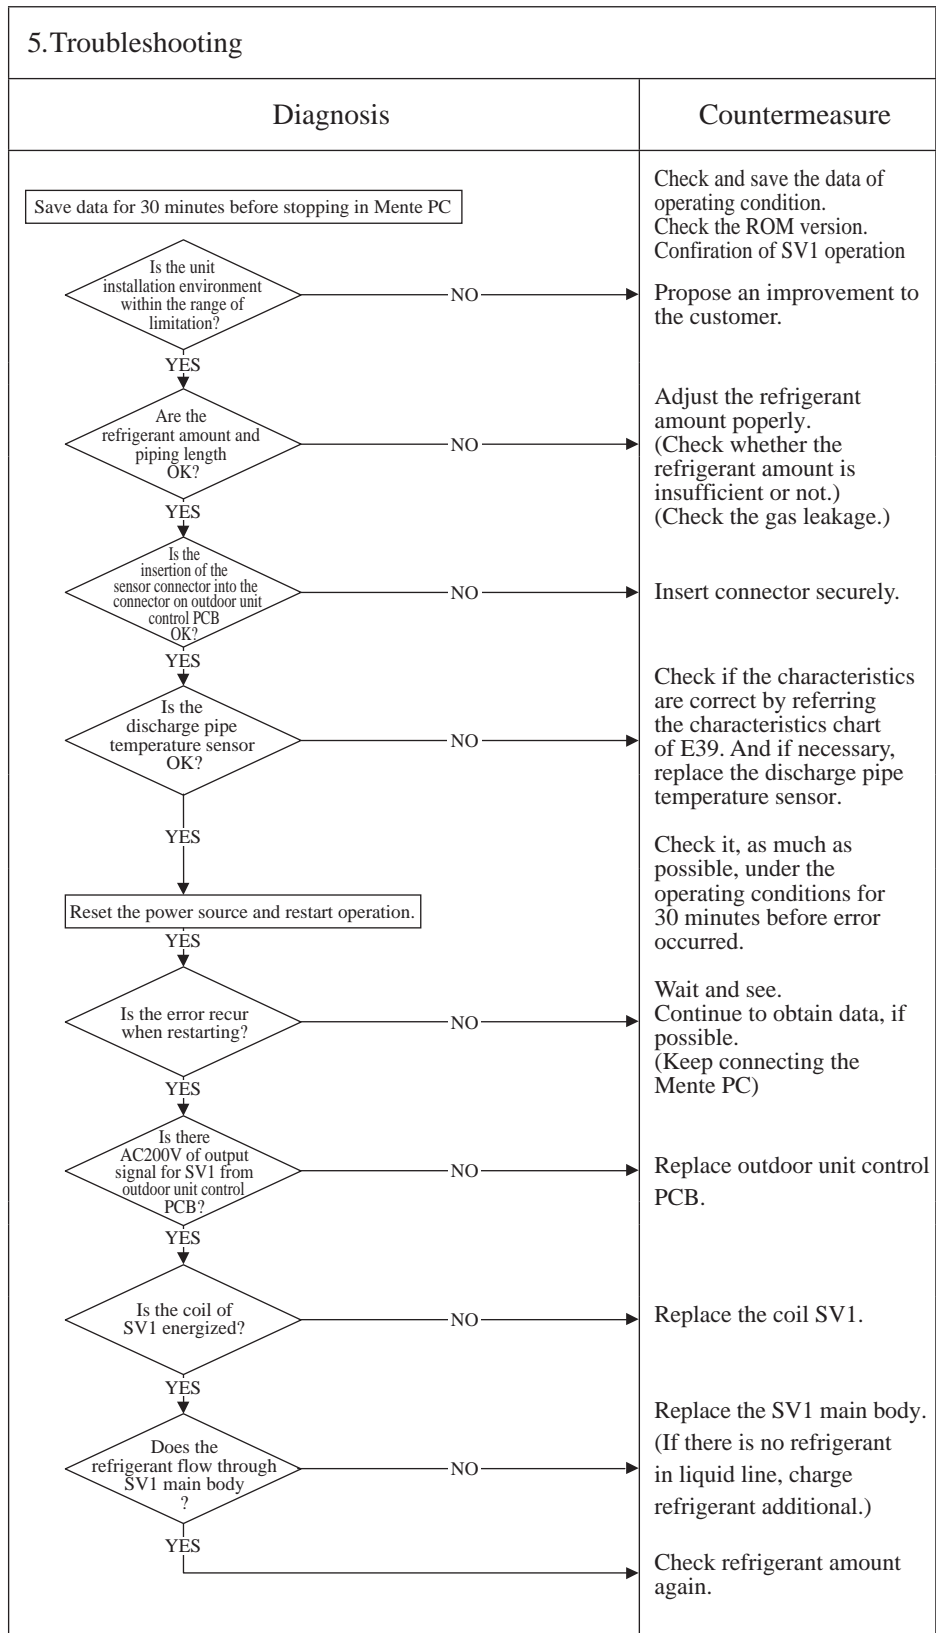 5.Troubleshooting
Diagnosis
Countermeasure
Save data for 30 minutes before stopping in Mente PC
Check and save the data of
operating condition.
Check the ROM version.
Confiration of SV1 operation
Is the unit
installation environment
within the range of
limitation?
NO
Propose an improvement to
the customer.
YES
Are the
refrigerant amount and
piping length
OK?
NO
Adjust the refrigerant
amount poperly.
(Check whether the
refrigerant amount is
insufficient or not.)
(Check the gas leakage.)
YES
Is the
insertion of the
sensor connector into the
connector on outdoor unit
control PCB
OK?
NO
Insert connector securely.
YES
Is the
discharge pipe
temperature sensor
OK?
NO
Check if the characteristics
are correct by referring
the characteristics chart
of E39. And if necessary,
replace the discharge pipe
temperature sensor.
YES
Reset the power source and restart operation.
Check it, as much as
possible, under the
operating conditions for
30 minutes before error
occurred.
YES
Is the error recur
when restarting?
NO
Wait and see.
Continue to obtain data, if
possible.
(Keep connecting the
Mente PC)
YES
Is there
AC200V of output
signal for SV1 from
outdoor unit control
PCB?
NO
Replace outdoor unit control
PCB.
YES
Is the coil of
SV1 energized?
NO
Replace the coil SV1.
YES
Does the
refrigerant flow through
SV1 main body
?
NO
Replace the SV1 main body.
(If there is no refrigerant
in liquid line, charge
refrigerant additional.)
YES
Check refrigerant amount
again.